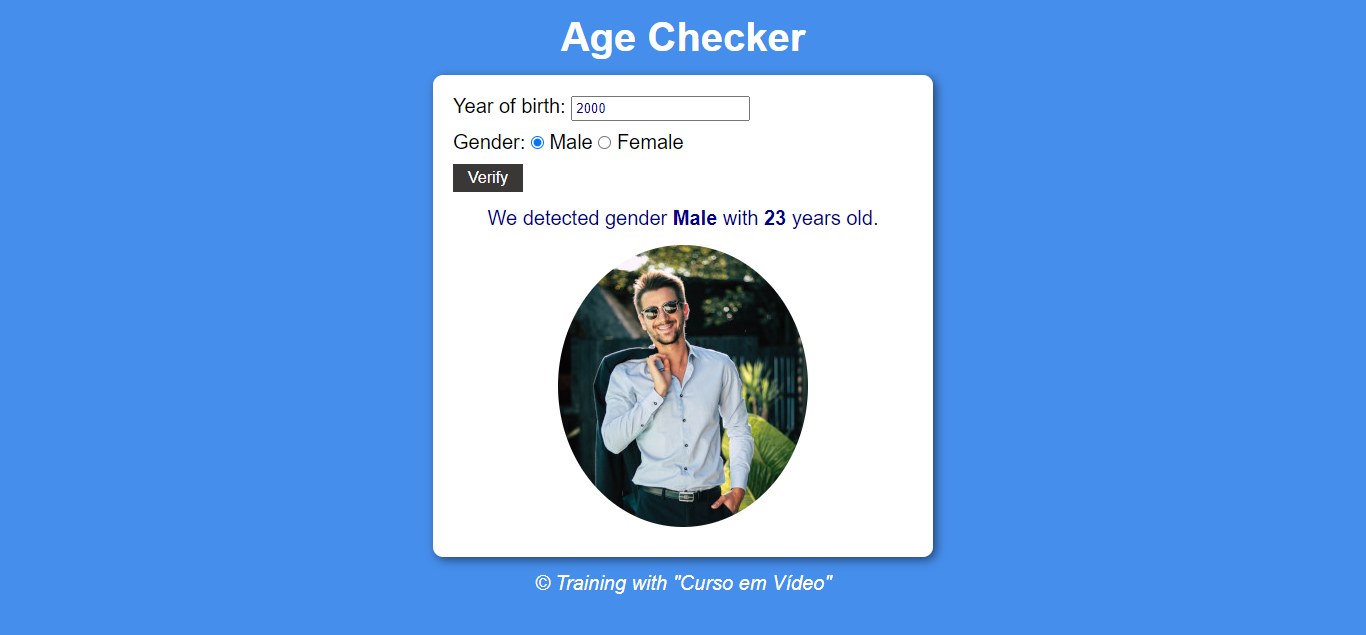 Age Checker
Year of birth: 2000
Gender: Male Female
Verify
We detected gender Male with 23 years old.
© Training with "Curso em Vídeo"